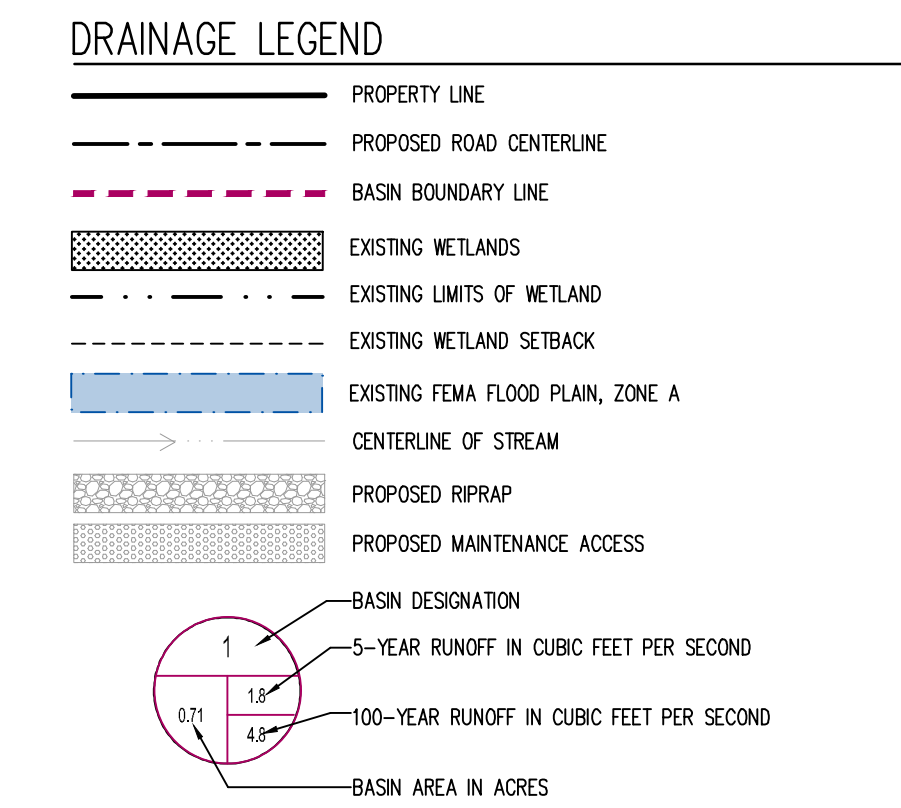 DRAINAGE LEGEND
PROPERTY LINE
PROPOSED ROAD CENTERLINE
BASIN BOUNDARY LINE
EXISTING WETLANDS
EXISTING LIMITS OF WETLAND
EXISTING WETLAND SETBACK
EXISTING FEMA FLOOD PLAIN, ZONE A
CENTERLINE OF STREAM
PROPOSED RIPRAP
PROPOSED MAINTENANCE ACCESS
BASIN DESIGNATION
1
5-YEAR RUNOFF IN CUBIC FEET PER SECOND
1.8
0.71
100-YEAR RUNOFF IN CUBIC FEET PER SECOND
4.8
BASIN AREA IN ACRES